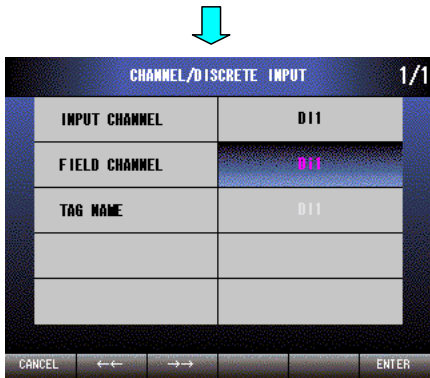 CHANNEL/DISCRETE INPUT 1/1
INPUT CHANNEL DI1
FIELD CHANNEL DI1
TAG NAME DI1
CANCEL ←← →→ ENTER